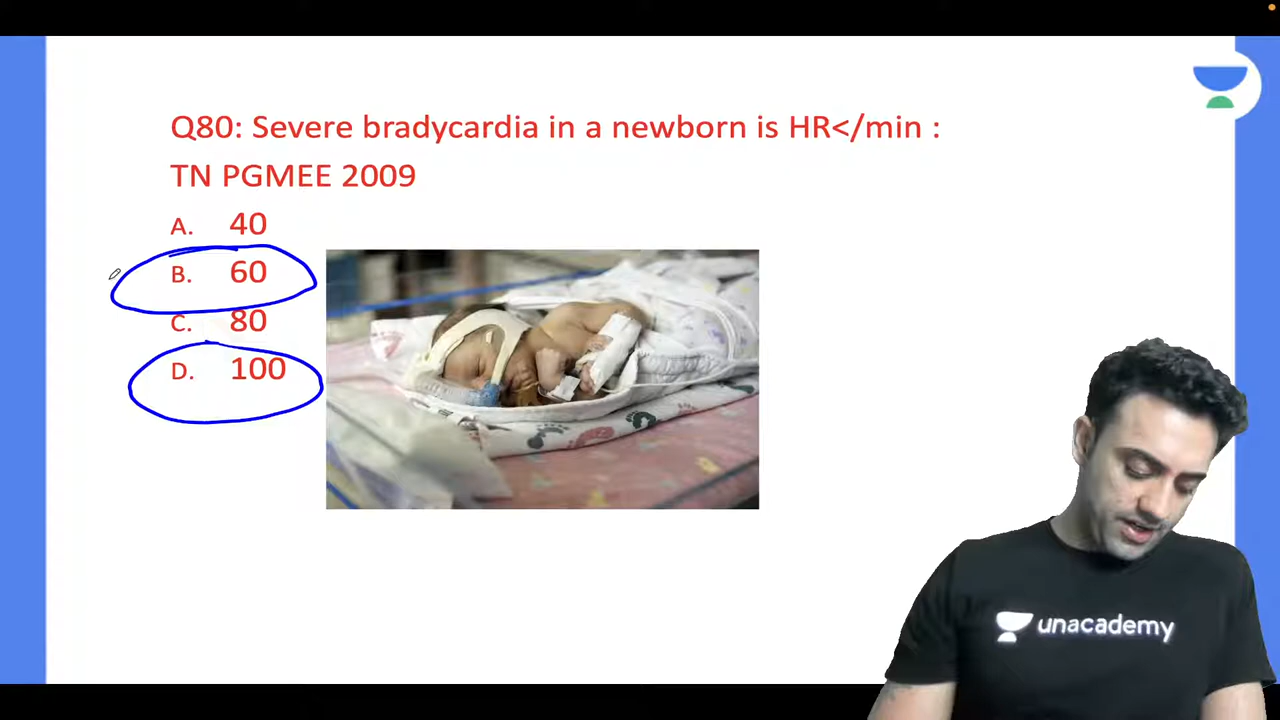 Q80: Severe bradycardia in a newborn is HR</min :
TN PGMEE 2009
A. 40
B. 60
C. 80
D. 100
unacademy